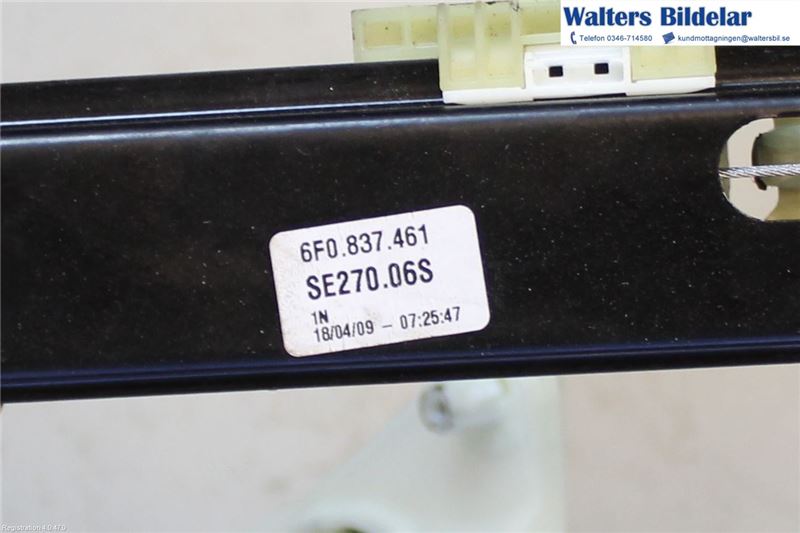 Walters Bildelar
Telefon 0346-714580 kundmottagningen@waltersbil.se
6F0.837.461
SE270.06S
1N
18/04/09 - 07:25:47
Registration 4.0.47.0